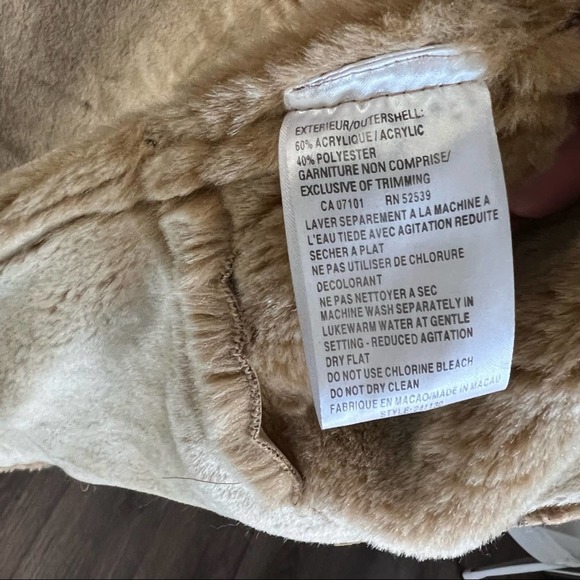 EXTERIEUR/OUTERSHELL:
60% ACRYLIQUE/ACRYLIC
40% POLYESTER
GARNITURE NON COMPRISE/
EXCLUSIVE OF TRIMMING
CA 07101 RN 52539
LAVER SEPAREMENT A LA MACHINE A
L'EAU TIEDE AVEC AGITATION REDUITE
SECHER A PLAT
NE PAS UTILISER DE CHLORURE
DECOLORANT
NE PAS NETTOYER A SEC
MACHINE WASH SEPARATELY IN
LUKEWARM WATER AT GENTLE
SETTING - REDUCED AGITATION
DRY FLAT
DO NOT USE CHLORINE BLEACH
DO NOT DRY CLEAN
FABRIQUE EN MACAO/MADE IN MACAU